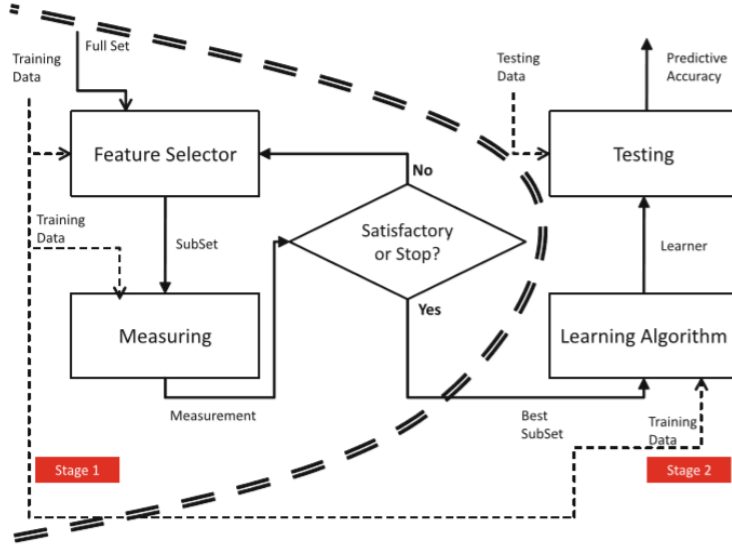 Full Set
Training
Data
Feature Selector
Training
Data
SubSet
Measuring
Measurement
No
Satisfactory
or Stop?
Yes
Testing
Data
Predictive
Accuracy
Testing
Learner
Learning Algorithm
Best
SubSet
Training
Data
Stage 1
Stage 2